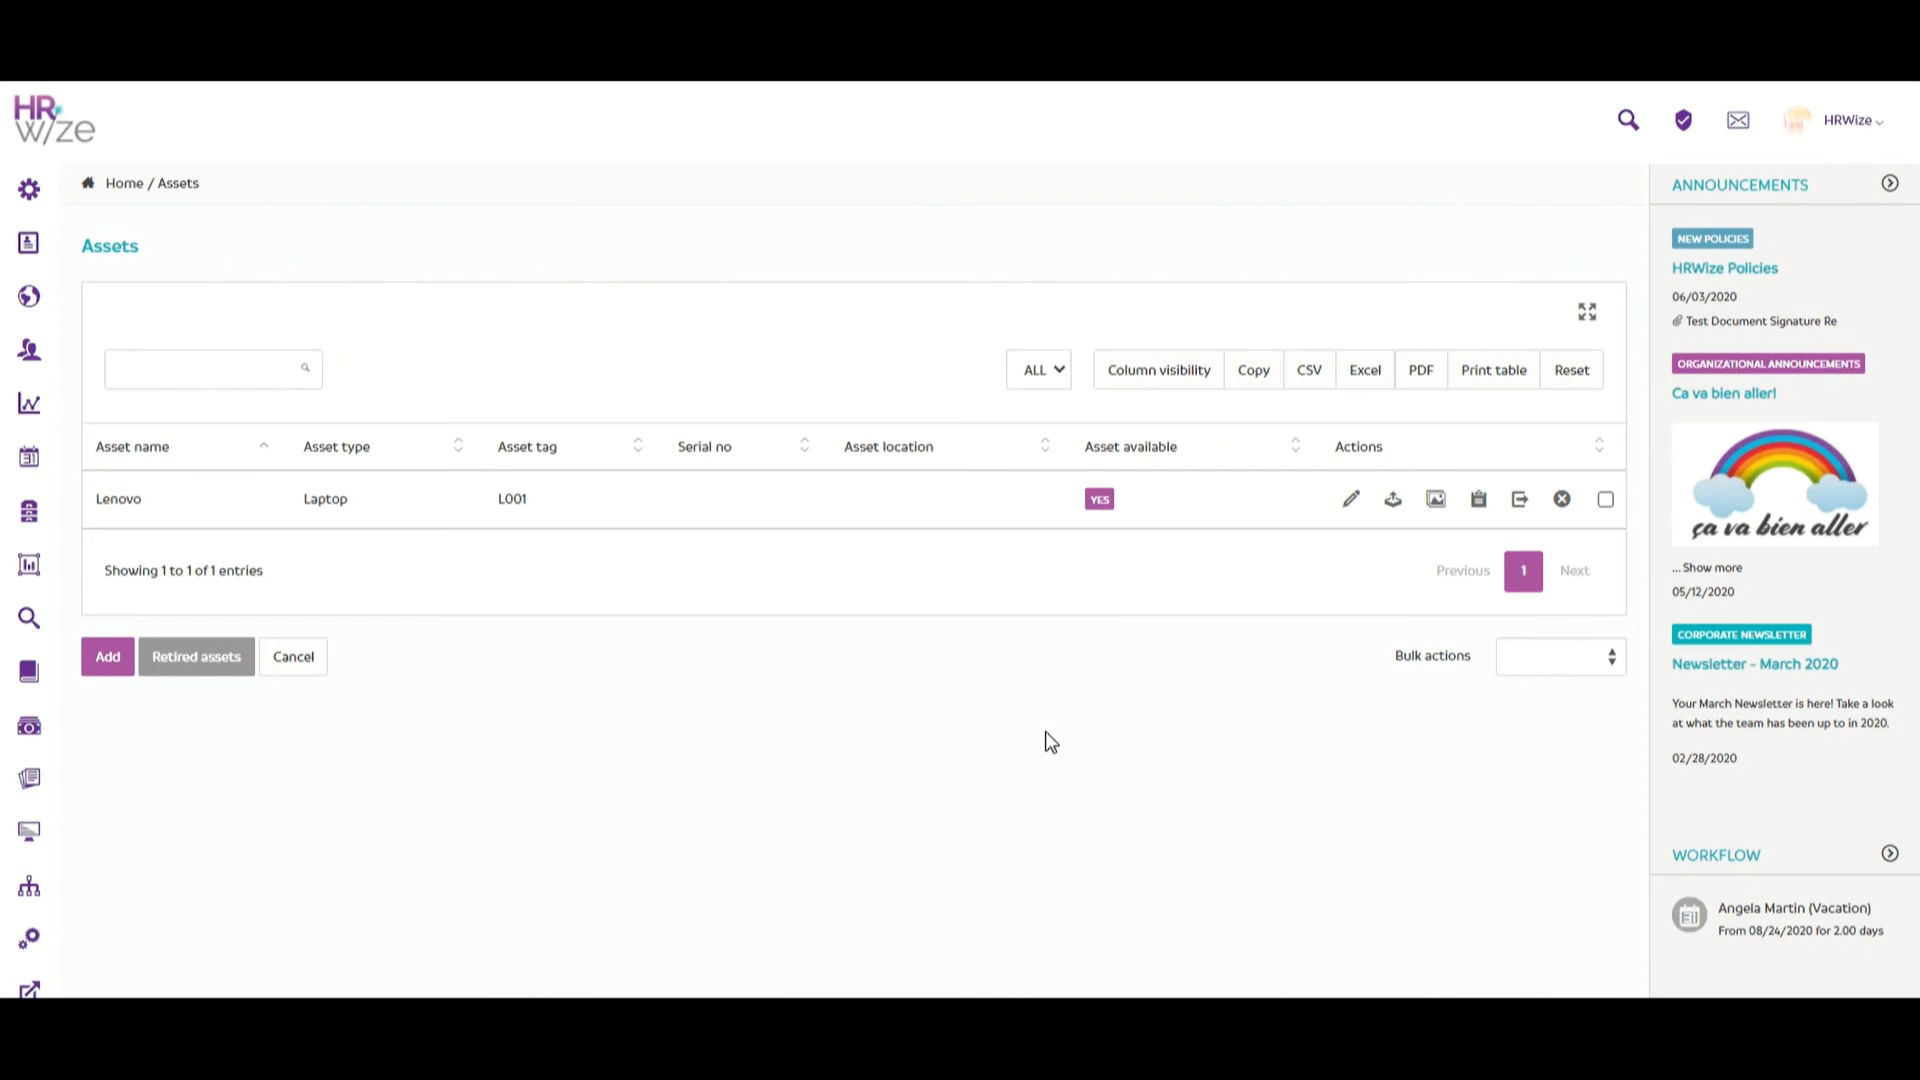 HR
wize
HRWize
Home / Assets
Assets
ALL
Column visibility
Copy
CSV
Excel
PDF
Print table
Reset
Asset name
Asset type
Asset tag
Serial no
Asset location
Asset available
Actions
Lenovo
Laptop
L001
YES
Showing 1 to 1 of 1 entries
Previous
1
Next
Add
Retired assets
Cancel
Bulk actions
ANNOUNCEMENTS
NEW POLICIES
HRWize Policies
06/03/2020
Test Document Signature Re
ORGANIZATIONAL ANNOUNCEMENTS
Ca va bien aller!
ça va bien aller
... Show more
05/12/2020
CORPORATE NEWSLETTER
Newsletter - March 2020
Your March Newsletter is here! Take a look
at what the team has been up to in 2020.
02/28/2020
WORKFLOW
31
Angela Martin (Vacation)
From 08/24/2020 for 2.00 days